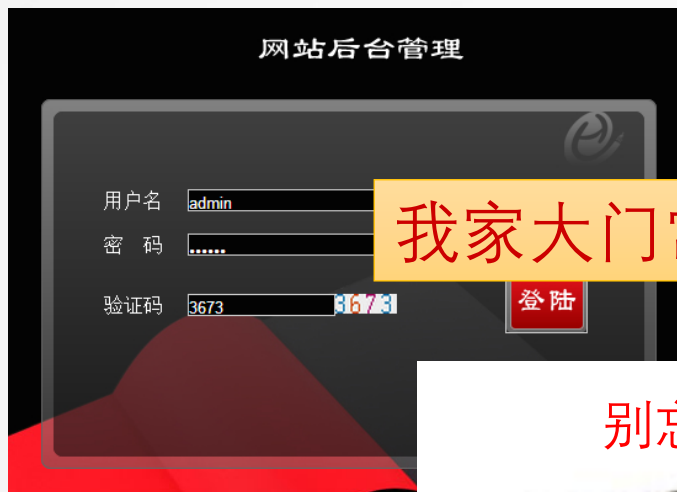 网站后台管理
用户名 admin
我家大门
密 码 ......
验证码 3673 3673
登陆
别